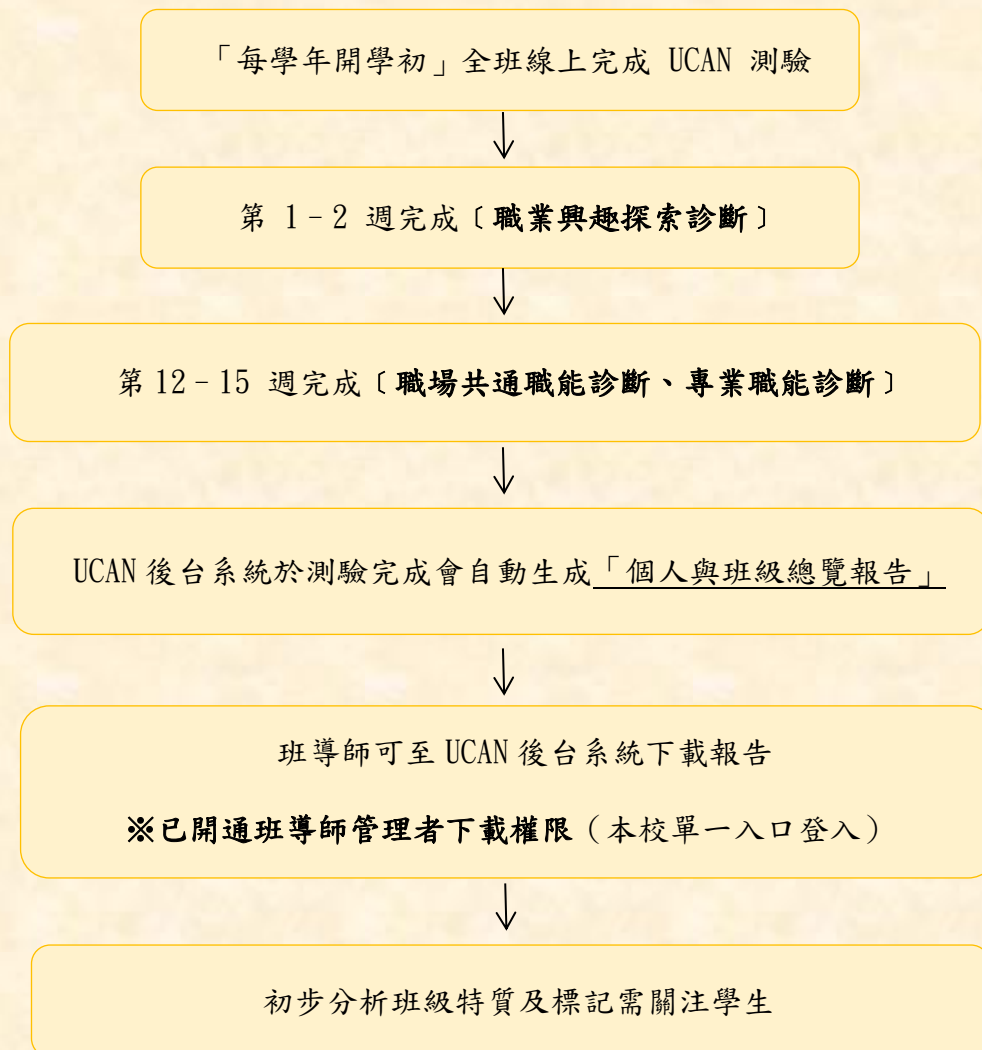 「每學年開學初」全班線上完成 UCAN 測驗
第 1－2 週完成〔職業興趣探索診斷〕
第 12－15 週完成〔職場共通職能診斷、專業職能診斷〕
UCAN 後台系統於測驗完成會自動生成「個人與班級總覽報告」
班導師可至 UCAN 後台系統下載報告
※已開通班導師管理者下載權限（本校單一入口登入）
初步分析班級特質及標記需關注學生